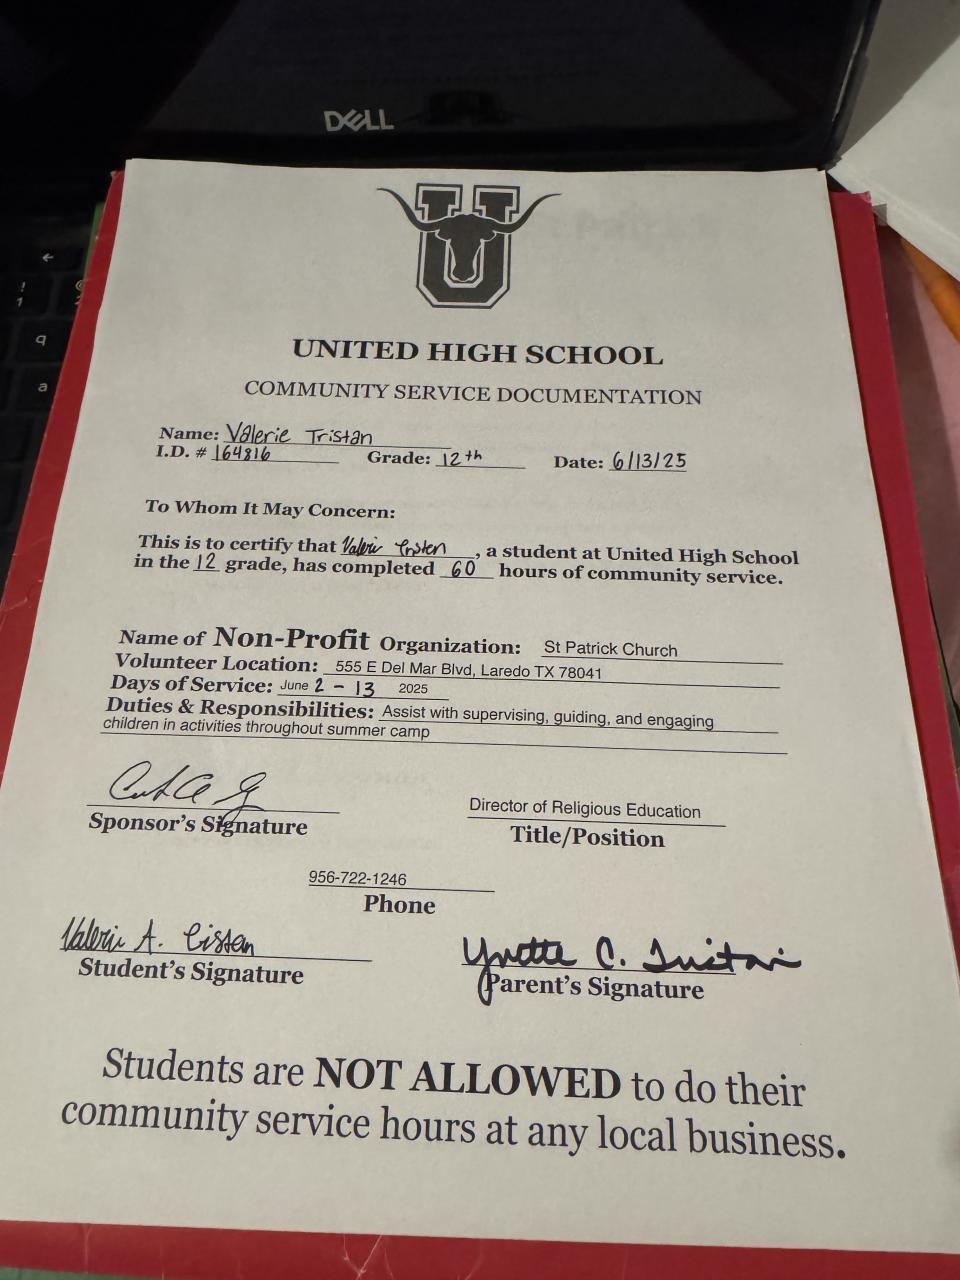 DELL
U
UNITED HIGH SCHOOL
COMMUNITY SERVICE DOCUMENTATION
Name: Valerie Tristan
I.D. # 164816 Grade: 12th Date: 6/13/25
To Whom It May Concern:
This is to certify that Valerie Tristan, a student at United High School
in the 12 grade, has completed 60 hours of community service.
Name of Non-Profit Organization: St Patrick Church
Volunteer Location: 555 E Del Mar Blvd, Laredo TX 78041
Days of Service: June 2 - 13 2025
Duties & Responsibilities: Assist with supervising, guiding, and engaging
children in activities throughout summer camp
Sponsor's Signature
Director of Religious Education
Title/Position
956-722-1246
Phone
Valerie A. Tristan
Student's Signature
Yvette C. Tristan
Parent's Signature
Students are NOT ALLOWED to do their
community service hours at any local business.
! 1
q
a